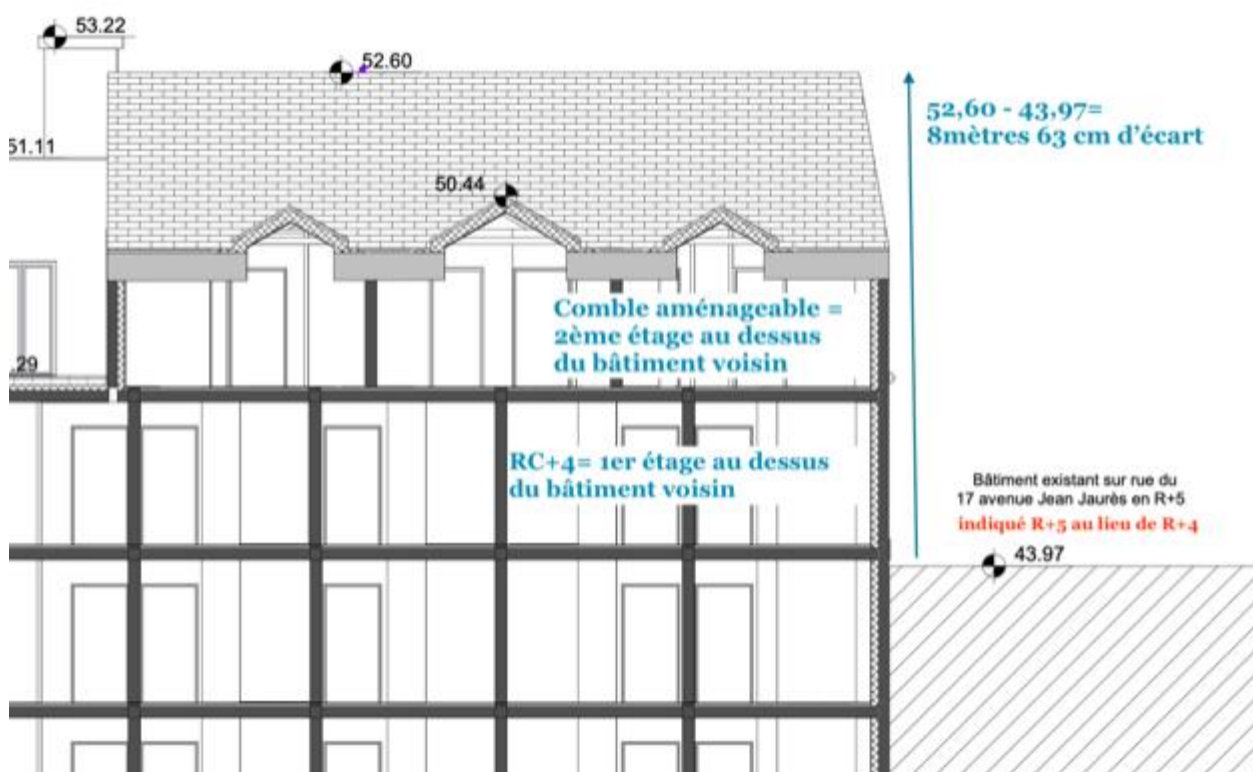 53.22
52.60
52,60 - 43,97=
8mètres 63 cm d'écart
51.11
50.44
Comble aménageable =
2ème étage au dessus
du bâtiment voisin
.29
RC+4= 1er étage au dessus
du bâtiment voisin
Bâtiment existant sur rue du
17 avenue Jean Jaurès en R+5
indiqué R+5 au lieu de R+4
43.97